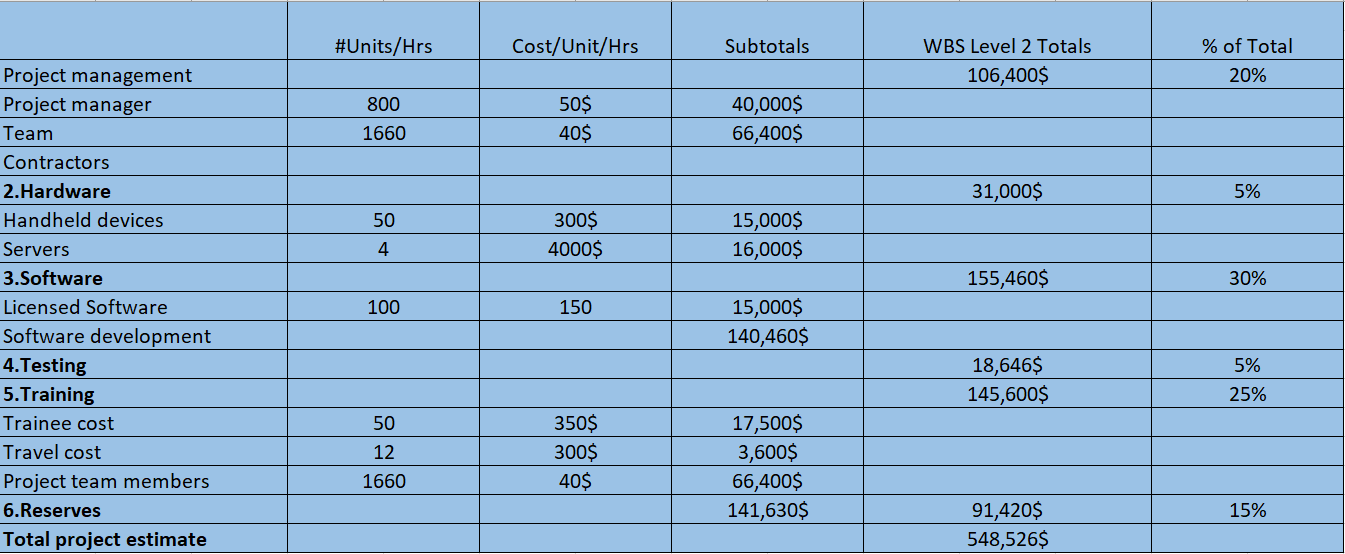 #Units/Hrs Cost/Unit/Hrs Subtotals WBS Level 2 Totals % of Total
Project management 106,400$ 20%
Project manager 800 50$ 40,000$
Team 1660 40$ 66,400$
Contractors
2.Hardware 31,000$ 5%
Handheld devices 50 300$ 15,000$
Servers 4 4000$ 16,000$
3.Software 155,460$ 30%
Licensed Software 100 150 15,000$
Software development 140,460$
4.Testing 18,646$ 5%
5.Training 145,600$ 25%
Trainee cost 50 350$ 17,500$
Travel cost 12 300$ 3,600$
Project team members 1660 40$ 66,400$
6.Reserves 141,630$ 91,420$ 15%
Total project estimate 548,526$